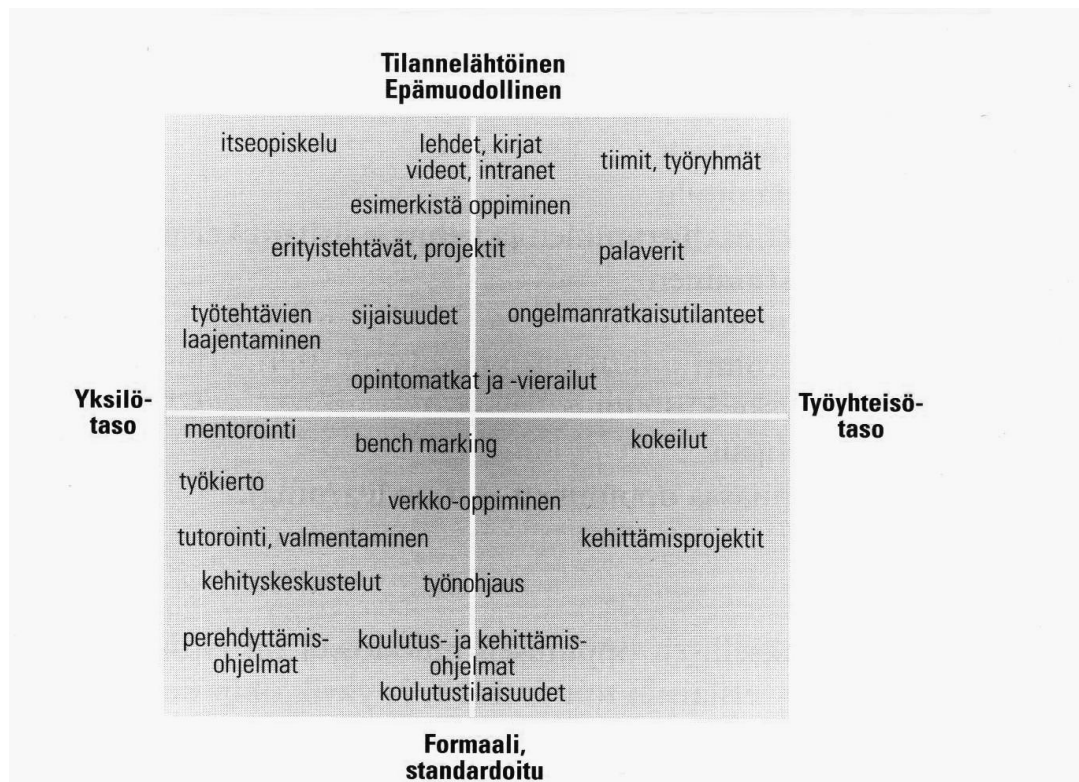 Tilannelähtöinen
Epämuodollinen
itseopiskelu
lehdet, kirjat
videot, intranet
tiimit, työryhmät
esimerkistä oppiminen
erityistehtävät, projektit
palaverit
työtehtävien
laajentaminen
sijaisuudet
ongelmanratkaisutilanteet
opintomatkat ja -vierailut
Yksilö-
taso
Työyhteisö-
taso
mentorointi
bench marking
kokeilut
työkierto
verkko-oppiminen
tutorointi, valmentaminen
kehittämisprojektit
kehityskeskustelut
työnohjaus
perehdyttämis-
ohjelmat
koulutus- ja kehittämis-
ohjelmat
koulutustilaisuudet
Formaali,
standardoitu